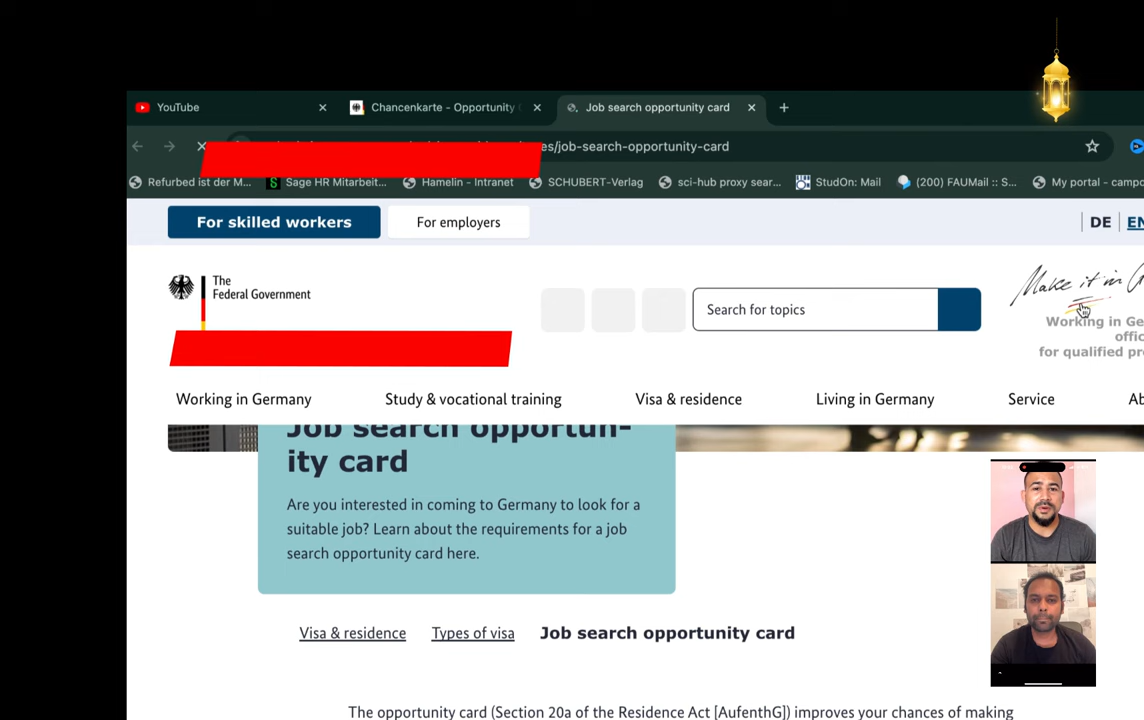 YouTube
Chancenkarte - Opportunity
Job search opportunity card
es/job-search-opportunity-card
Refurbed ist der M...
Sage HR Mitarbeit...
Hamelin - Intranet
SCHUBERT-Verlag
sci-hub proxy sear...
StudOn: Mail
(200) FAUMail :: S...
My portal - campo
For skilled workers
For employers
DE
EN
The
Federal Government
Search for topics
Make it in G
Working in Ge
offic
for qualified pr
Working in Germany
Study & vocational training
Visa & residence
Living in Germany
Service
Ab
Job search opportun-
ity card
Are you interested in coming to Germany to look for a
suitable job? Learn about the requirements for a job
search opportunity card here.
Visa & residence
Types of visa
Job search opportunity card
The opportunity card (Section 20a of the Residence Act [AufenthG]) improves your chances of making